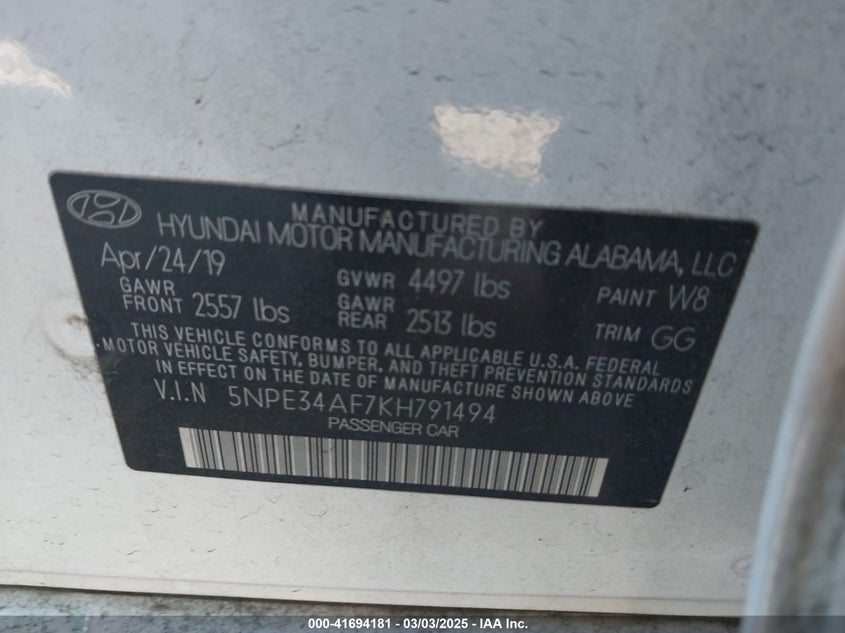 MANUFACTURED BY
HYUNDAI MOTOR MANUFACTURING ALABAMA, LLC
Apr/24/19
GAWR FRONT 2557 lbs
GVWR 4497 lbs
GAWR REAR 2513 lbs
PAINT W8
TRIM GG
THIS VEHICLE CONFORMS TO ALL APPLICABLE U.S.A. FEDERAL
MOTOR VEHICLE SAFETY, BUMPER, AND THEFT PREVENTION STANDARDS
IN EFFECT ON THE DATE OF MANUFACTURE SHOWN ABOVE
V.I.N 5NPE34AF7KH791494
PASSENGER CAR
000-41694181 - 03/03/2025 - IAA Inc.